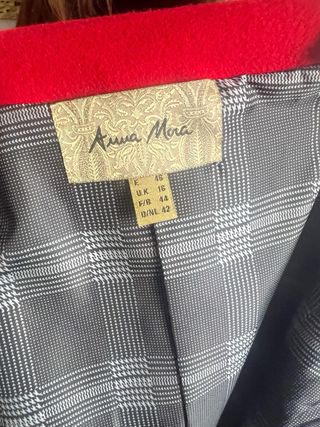 Anna Mora
E. 46
U.K 16
F/B. 44
D/NL. 42